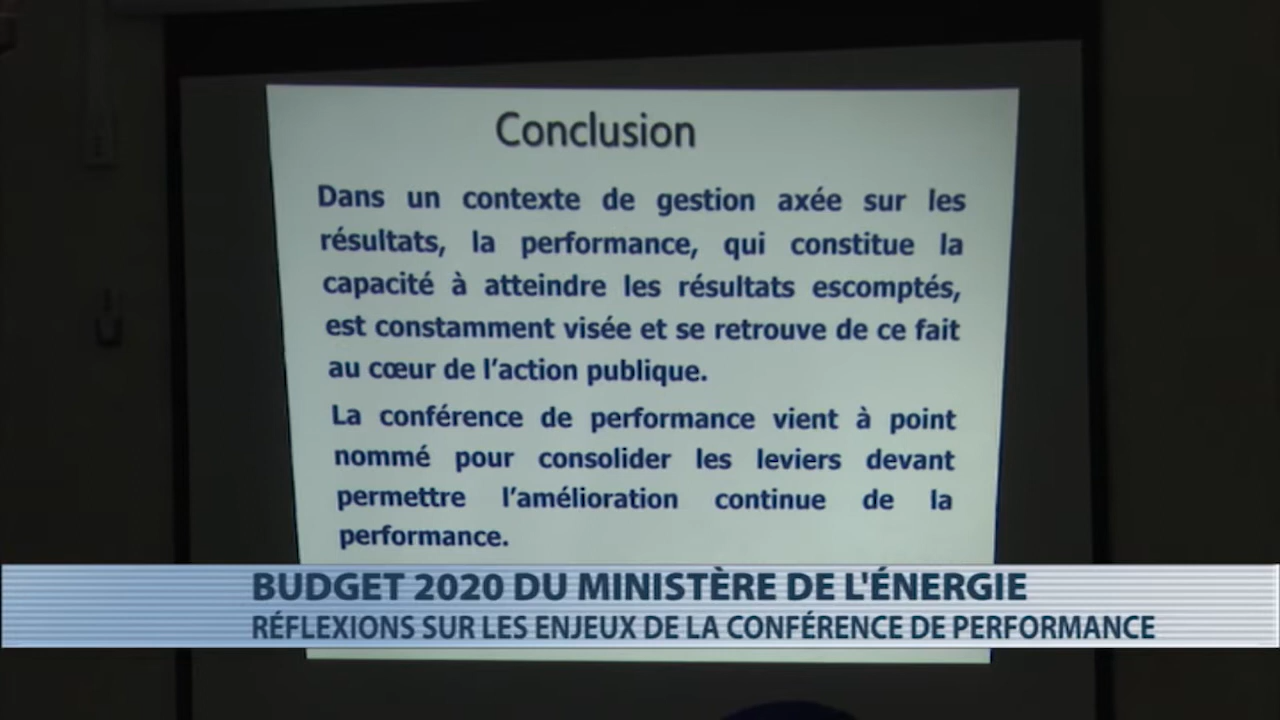 Conclusion
Dans un contexte de gestion axée sur les
résultats, la performance, qui constitue la
capacité à atteindre les résultats escomptés,
est constamment visée et se retrouve de ce fait
au cœur de l’action publique.
La conférence de performance vient à point
nommé pour consolider les leviers devant
permettre l’amélioration continue de la
performance.
BUDGET 2020 DU MINISTÈRE DE L'ÉNERGIE
RÉFLEXIONS SUR LES ENJEUX DE LA CONFÉRENCE DE PERFORMANCE